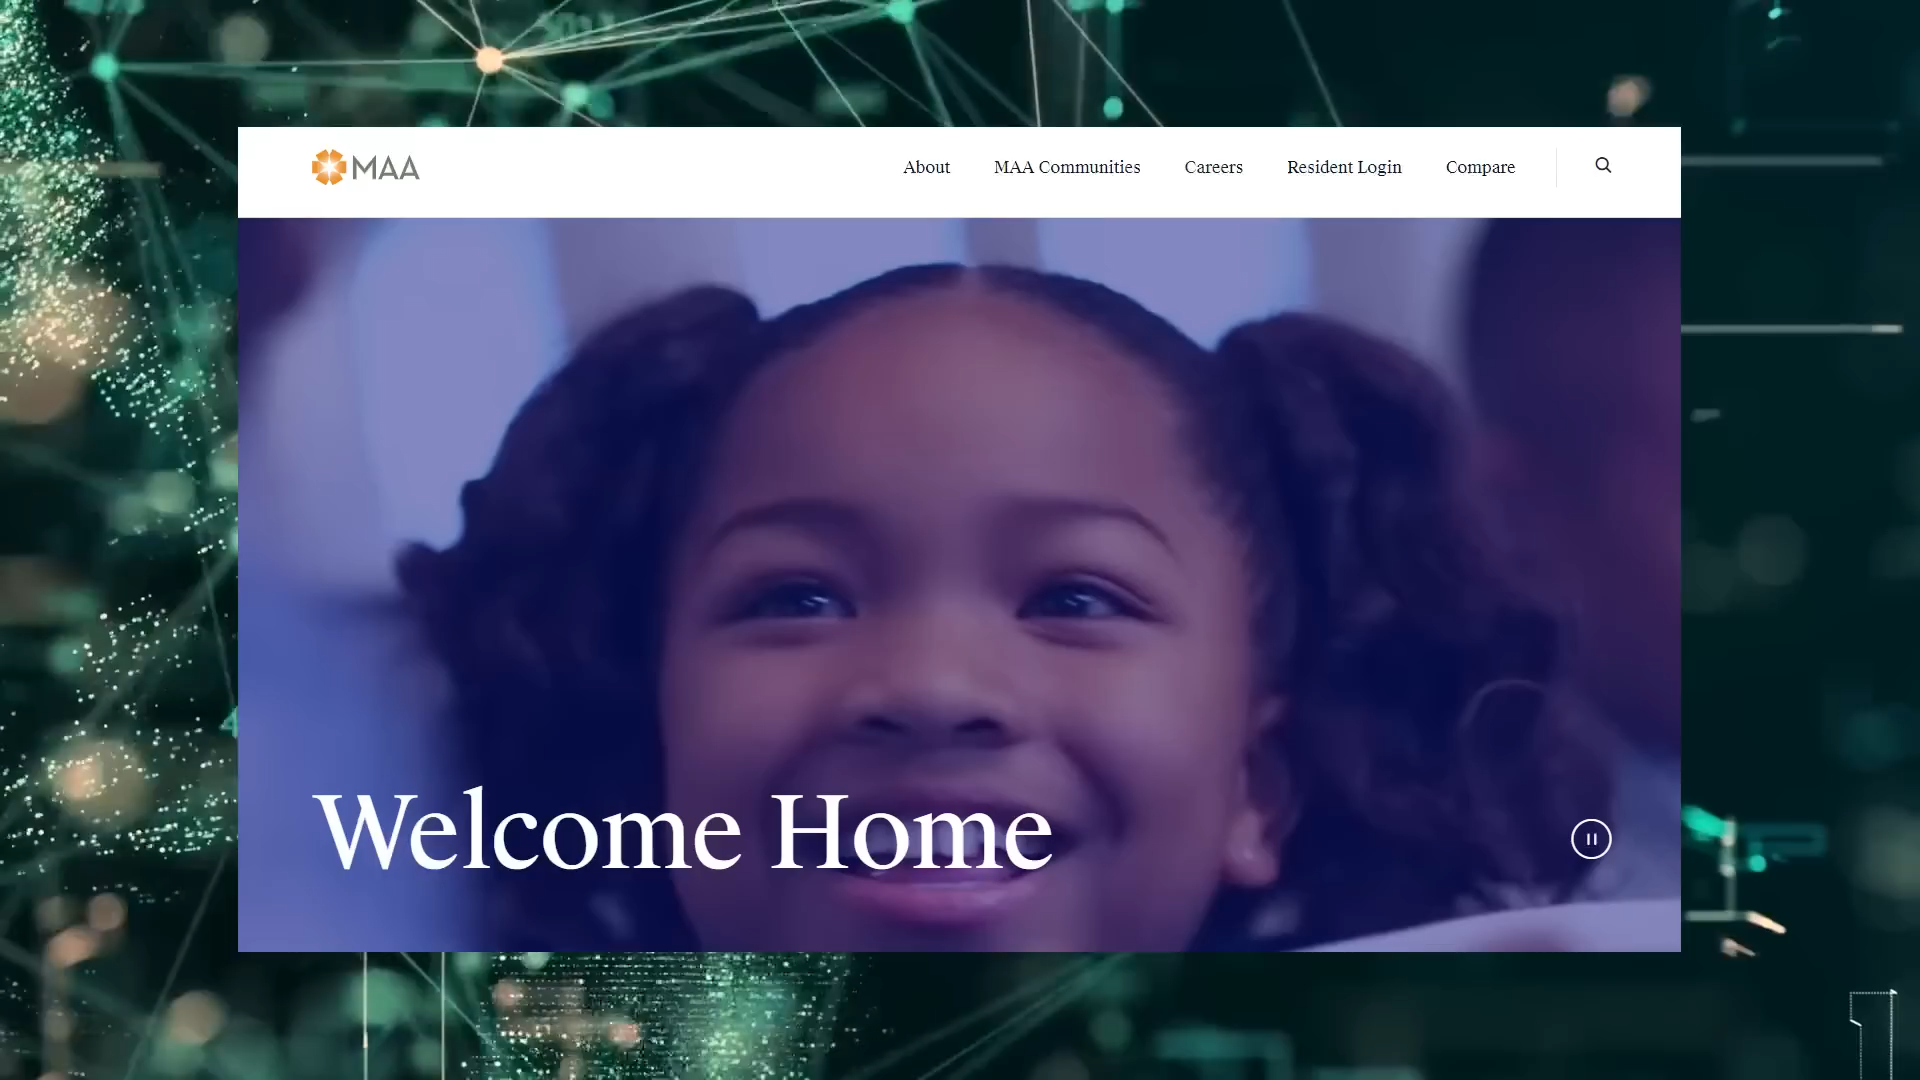 MAA
About
MAA Communities
Careers
Resident Login
Compare
Welcome Home